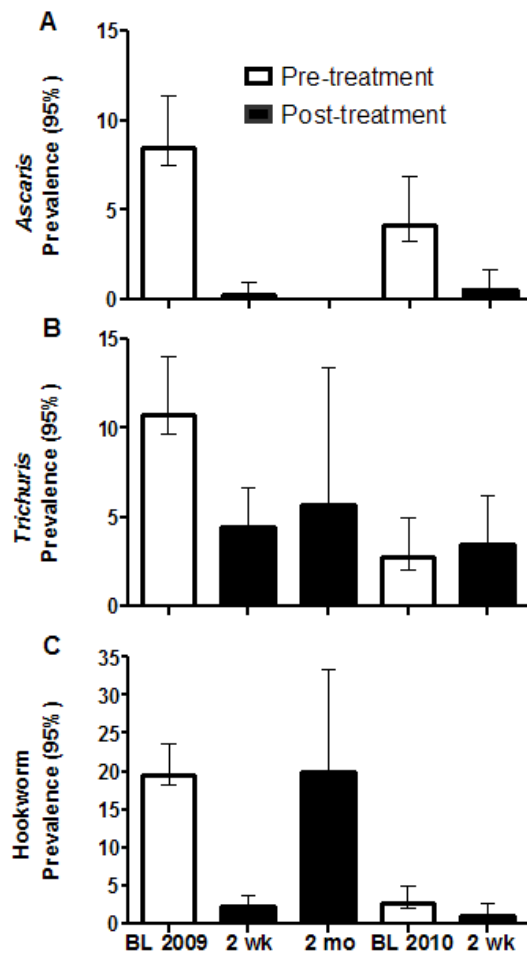 A
15
10
5
0
Ascaris
Prevalence (95%)
Pre-treatment
Post-treatment
B
15
10
5
0
Trichuris
Prevalence (95%)
C
35
30
25
20
15
10
5
0
Hookworm
Prevalence (95%)
BL 2009 2 wk 2 mo BL 2010 2 wk